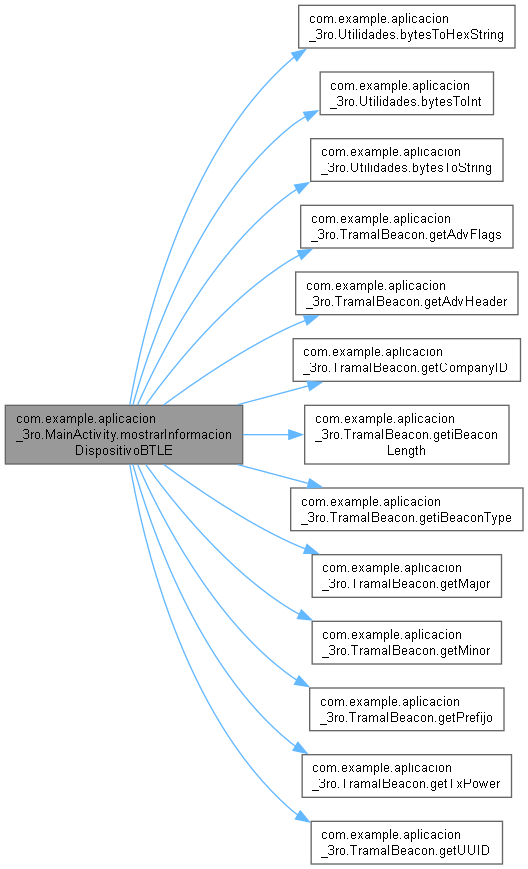 com.example.aplicacion
_3ro.Utilidades.bytesToHexString
com.example.aplicacion
_3ro.Utilidades.bytesToInt
com.example.aplicacion
_3ro.Utilidades.bytesToString
com.example.aplicacion
_3ro.TramaIBeacon.getAdvFlags
com.example.aplicacion
_3ro.TramaIBeacon.getAdvHeader
com.example.aplicacion
_3ro.TramaIBeacon.getCompanyID
com.example.aplicacion
_3ro.MainActivity.mostrarInformacion
DispositivoBTLE
com.example.aplicacion
_3ro.TramaIBeacon.getiBeacon
Length
com.example.aplicacion
_3ro.TramaIBeacon.getiBeaconType
com.example.aplicacion
_3ro.TramaIBeacon.getMajor
com.example.aplicacion
_3ro.TramaIBeacon.getMinor
com.example.aplicacion
_3ro.TramaIBeacon.getPrefijo
com.example.aplicacion
_3ro.TramaIBeacon.getTxPower
com.example.aplicacion
_3ro.TramaIBeacon.getUUID